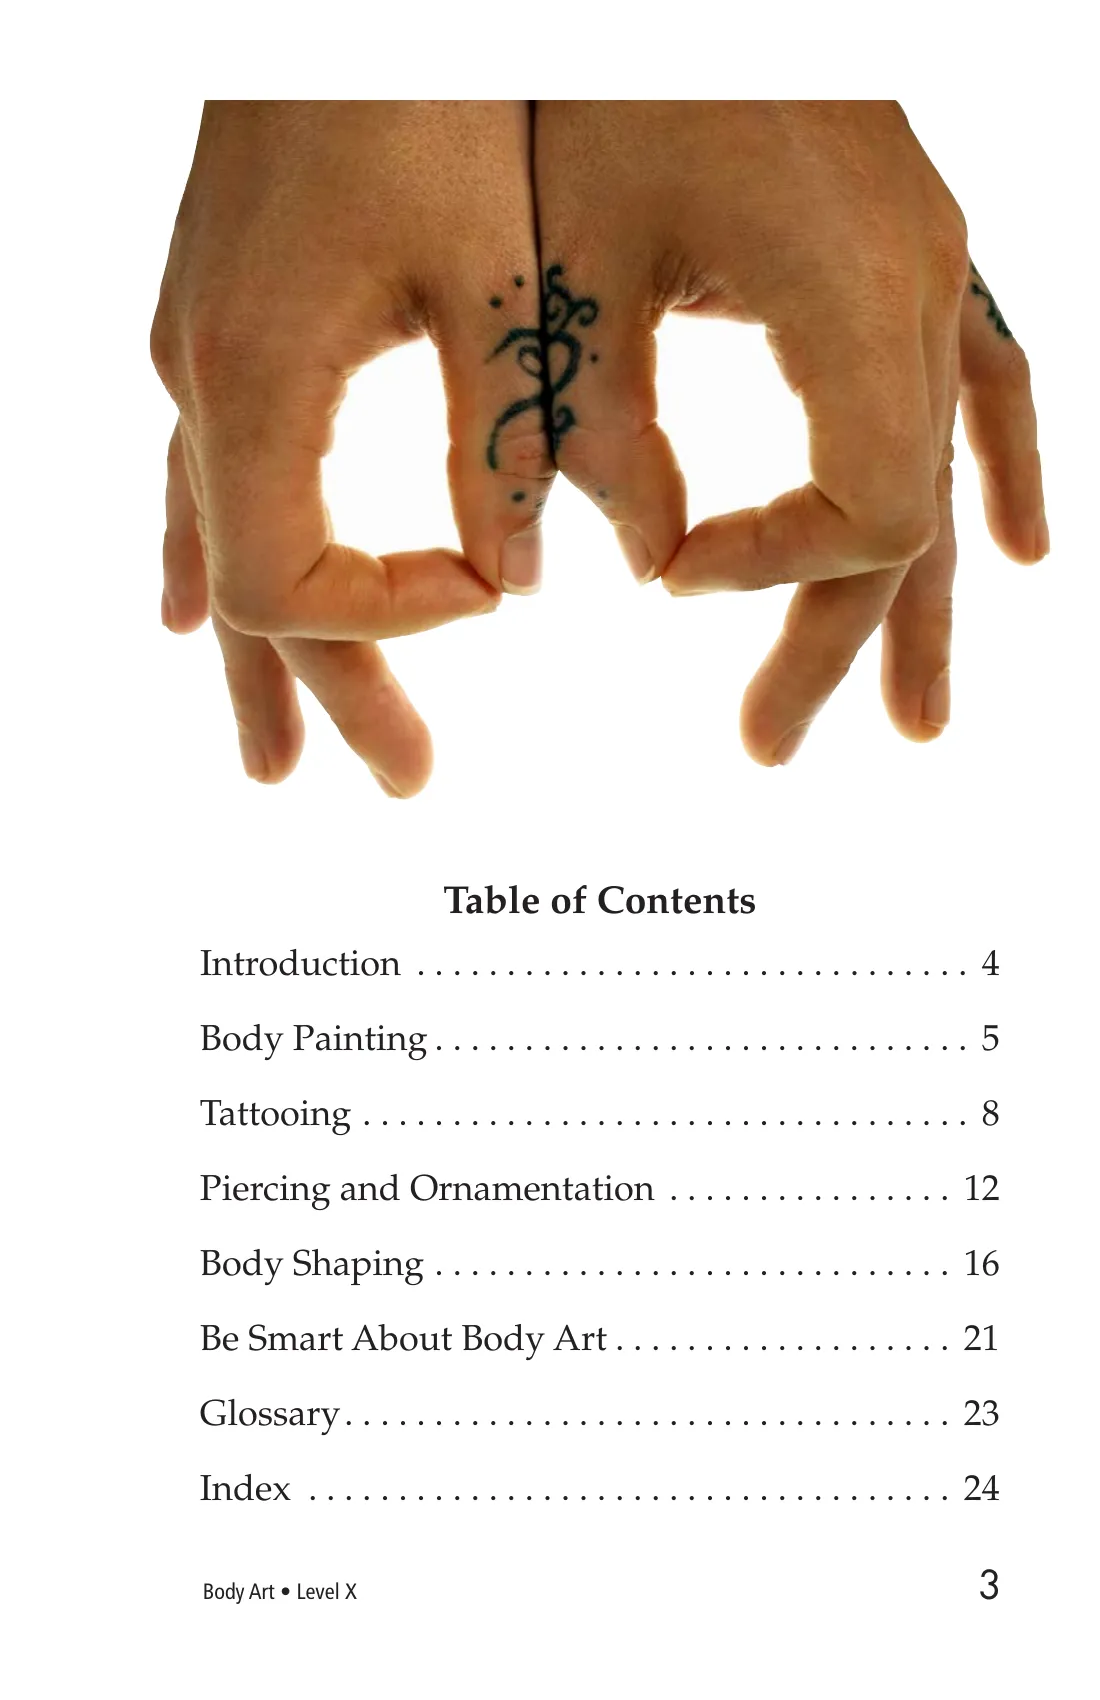 Table of Contents
Introduction . . . . . . . . . . . . . . . . . . . . . . . . . . . . . . . 4
Body Painting . . . . . . . . . . . . . . . . . . . . . . . . . . . . . . 5
Tattooing . . . . . . . . . . . . . . . . . . . . . . . . . . . . . . . . . . 8
Piercing and Ornamentation . . . . . . . . . . . . . . . . 12
Body Shaping . . . . . . . . . . . . . . . . . . . . . . . . . . . . . 16
Be Smart About Body Art . . . . . . . . . . . . . . . . . . . 21
Glossary . . . . . . . . . . . . . . . . . . . . . . . . . . . . . . . . . . 23
Index . . . . . . . . . . . . . . . . . . . . . . . . . . . . . . . . . . . . 24
Body Art • Level X 3